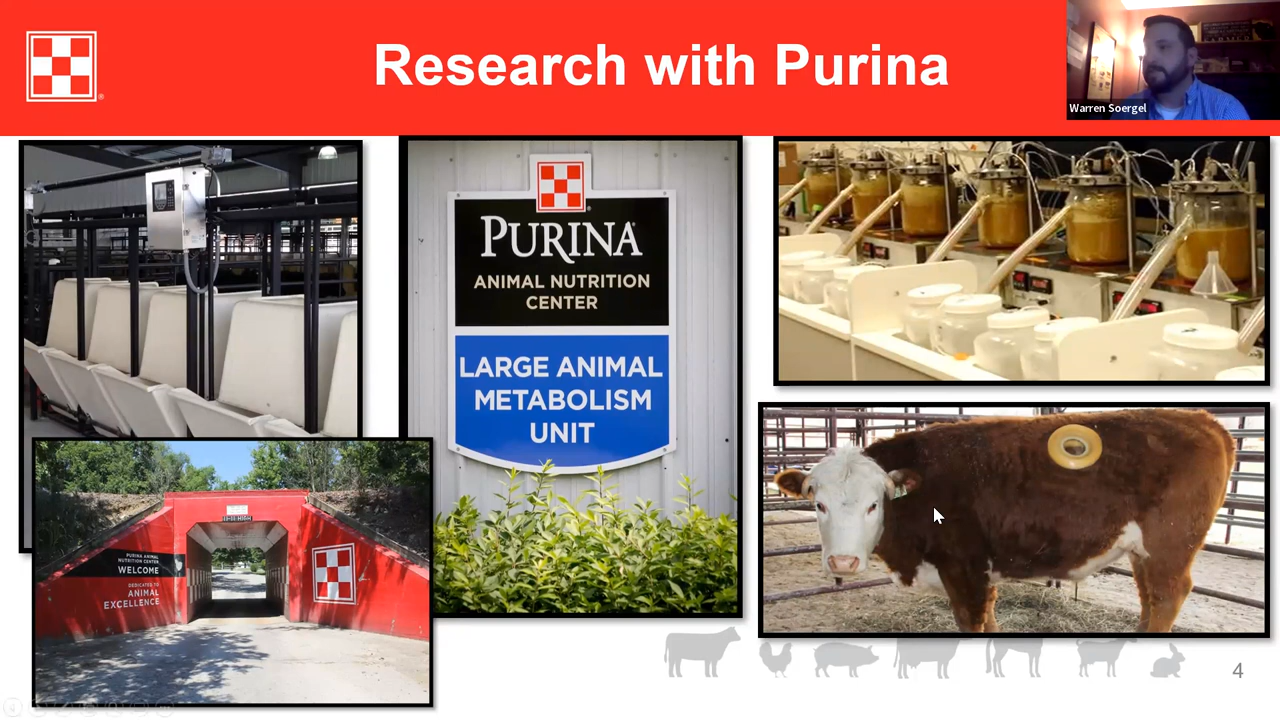 Research with Purina
Warren Soergel
PURINA
ANIMAL NUTRITION
CENTER
LARGE ANIMAL
METABOLISM
UNIT
PURINA ANIMAL
NUTRITION CENTER
WELCOME
DEDICATED TO
ANIMAL
EXCELLENCE
4